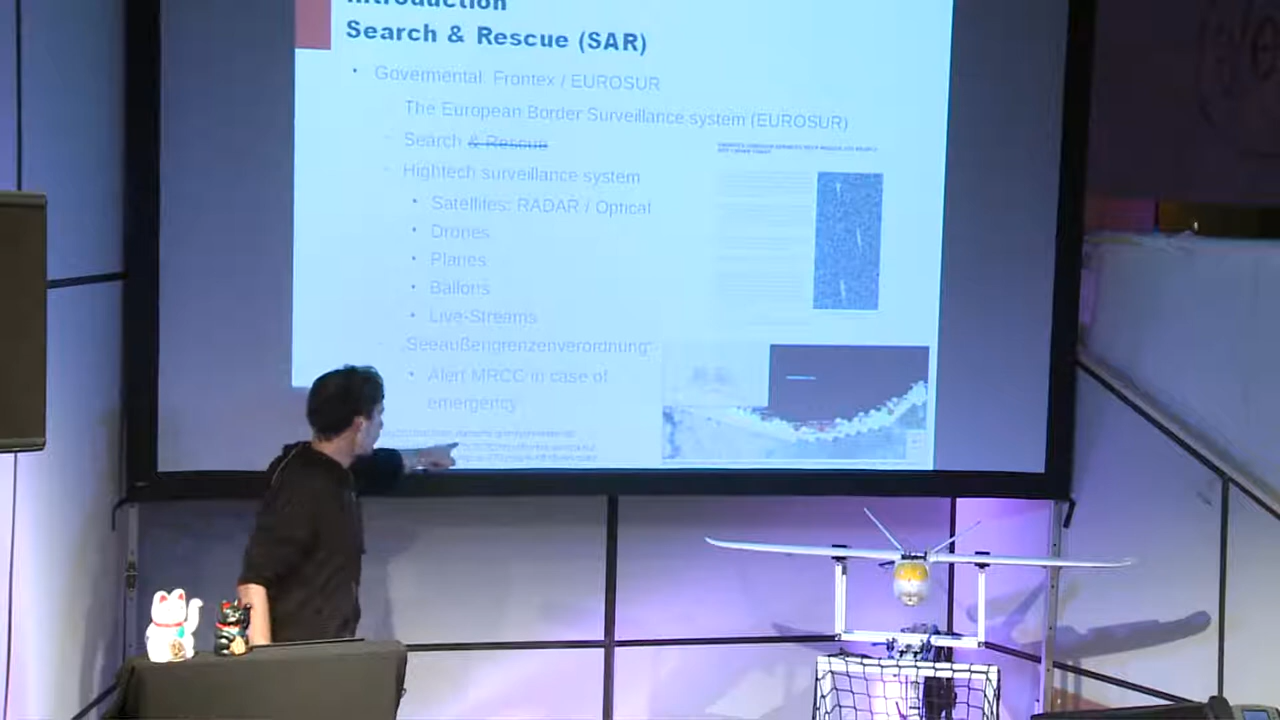 Introduction
Search & Rescue (SAR)
Govermental: Frontex / EUROSUR
The European Border Surveillance system (EUROSUR)
Search & Rescue
Hightech surveillance system
Satellites: RADAR / Optical
Drones
Planes
Ballons
Live-Streams
Seeaußengrenzenverordnung
Alert MRCC in case of
emergency